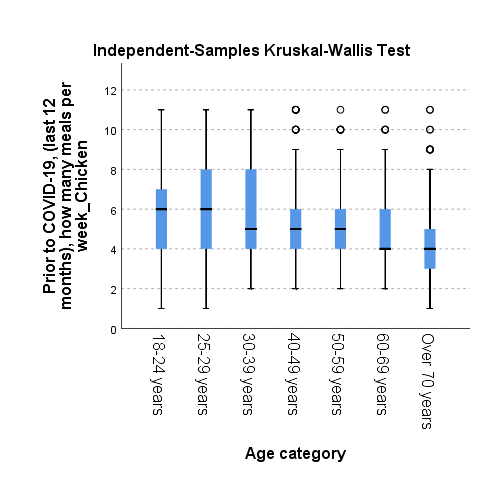 Independent-Samples Kruskal-Wallis Test
Prior to COVID-19, (last 12
months), how many meals per
week_Chicken
12
10
8
6
4
2
0
18-24 years
25-29 years
30-39 years
40-49 years
50-59 years
60-69 years
Over 70 years
Age category